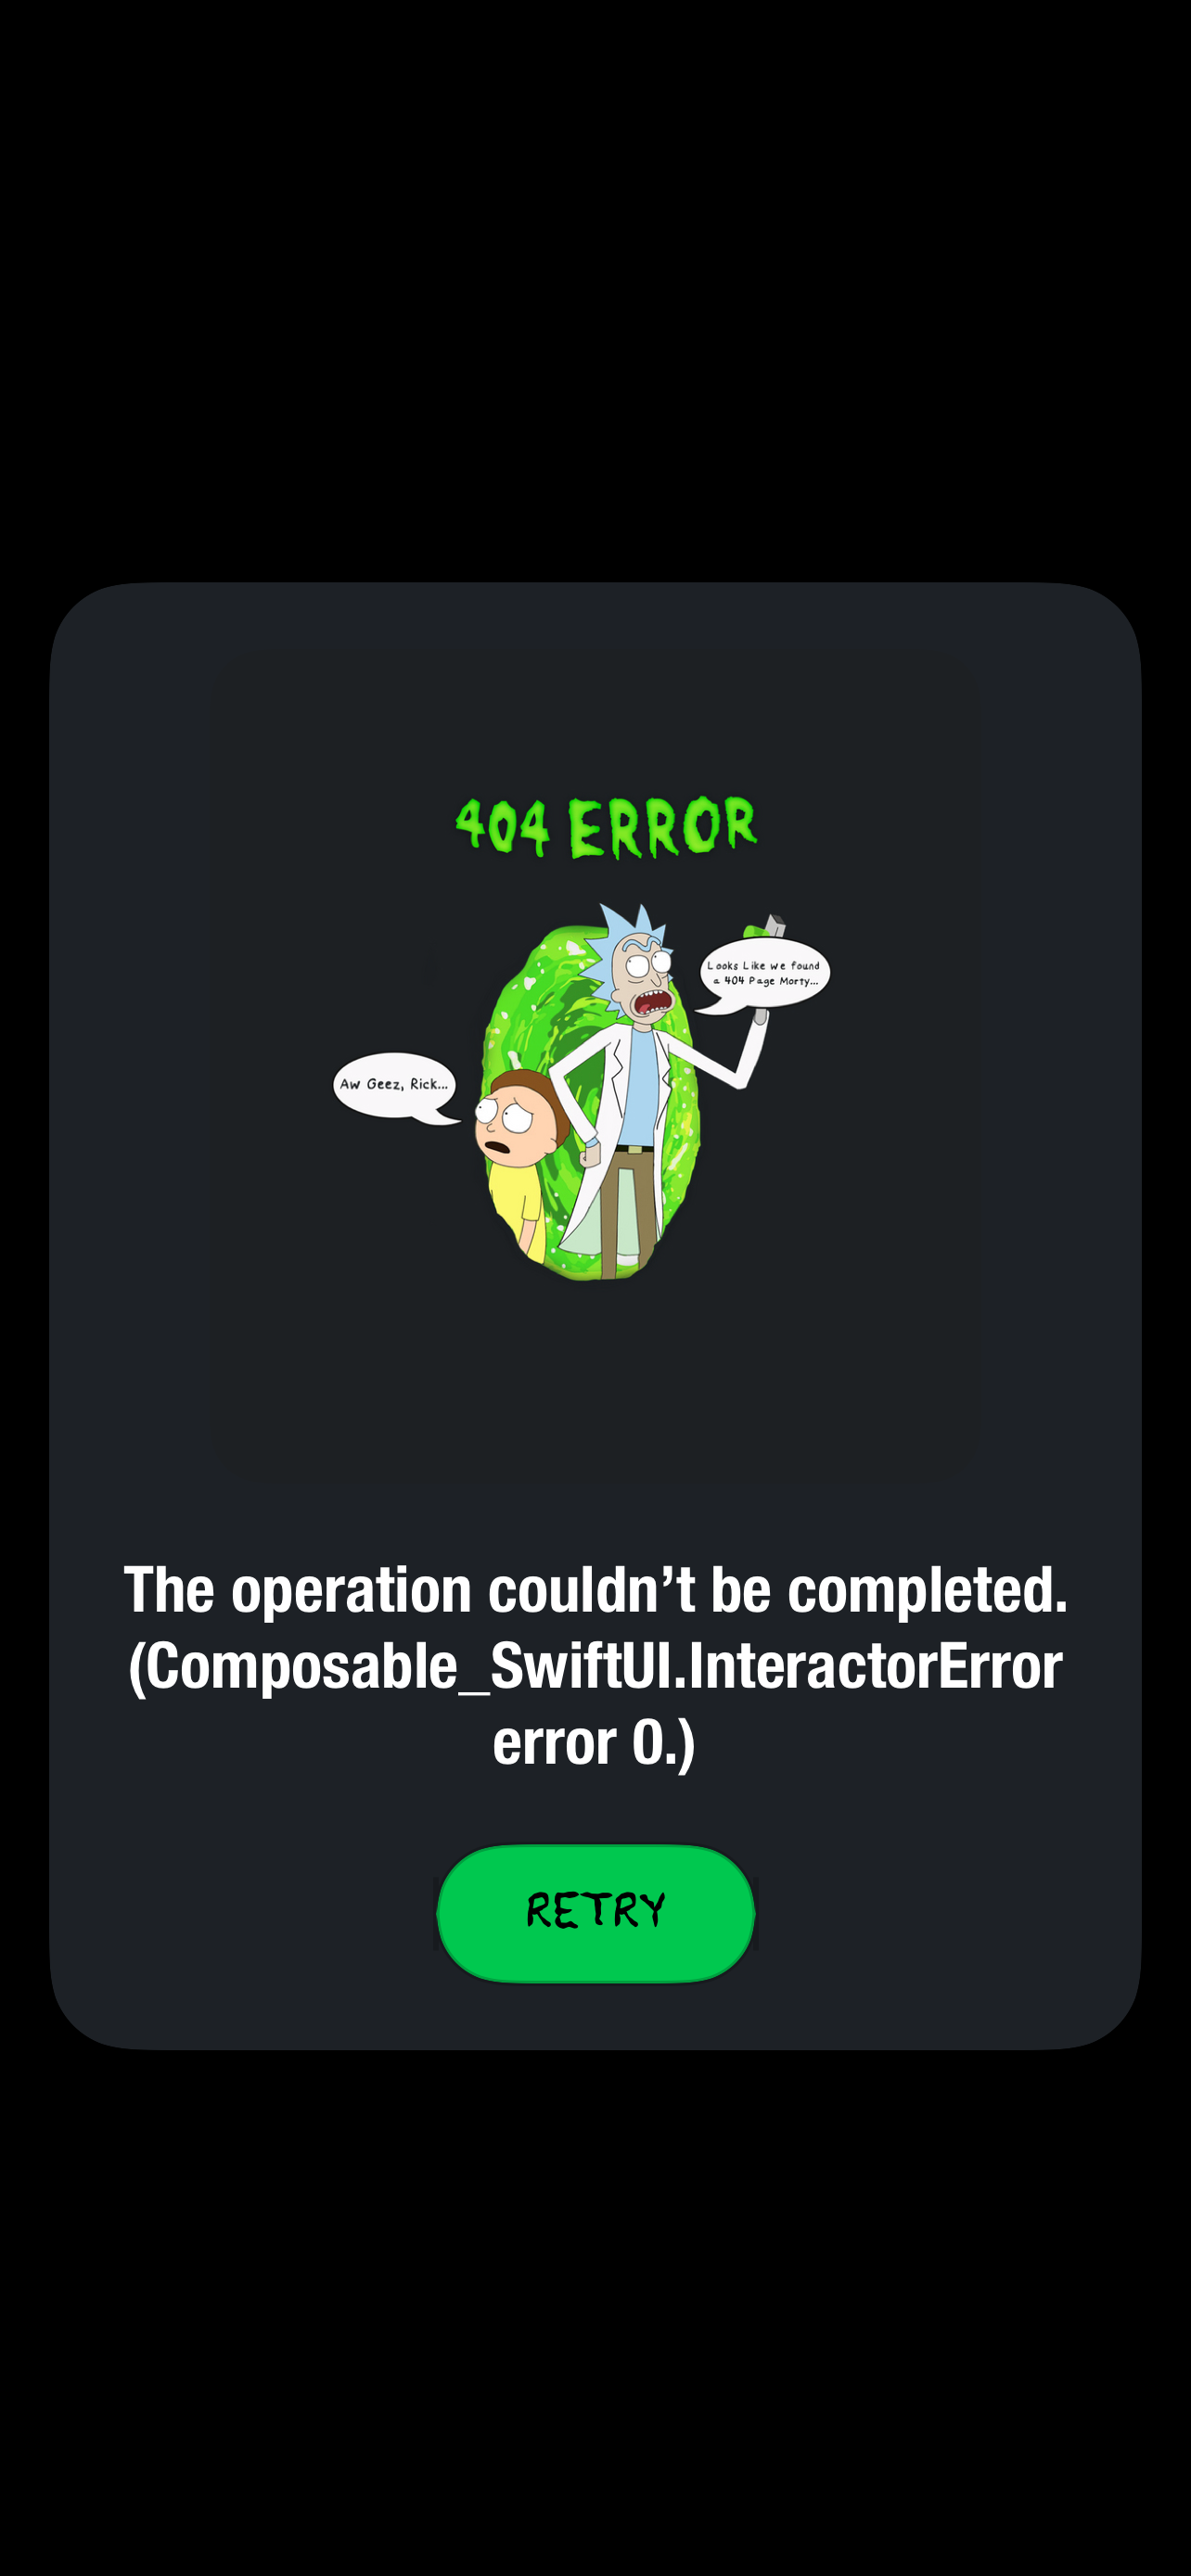 404 ERROR
Looks Like we found
a 404 Page Morty...
Aw Geez, Rick...
The operation couldn’t be completed.
(Composable_SwiftUI.InteractorError
error 0.)
RETRY